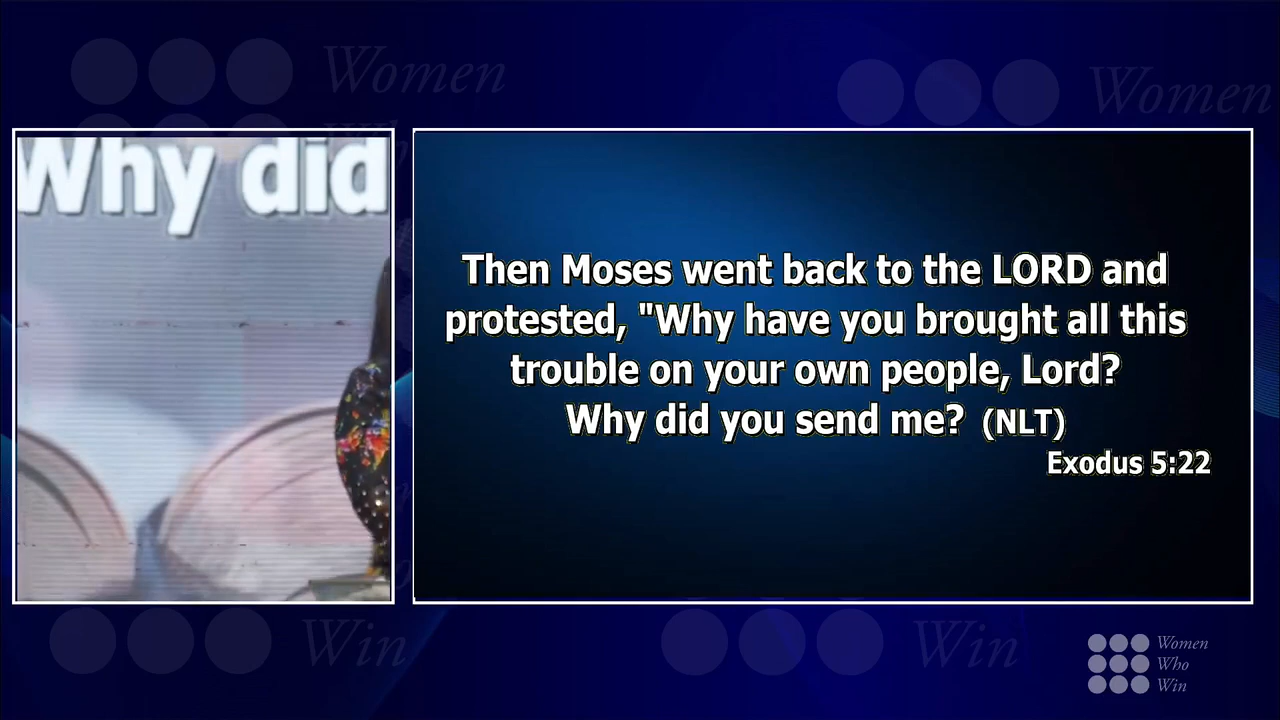 Women
Women
Why did
Then Moses went back to the LORD and
protested, "Why have you brought all this
trouble on your own people, Lord?
Why did you send me? (NLT)
Exodus 5:22
Win
Win
Women
Who
Win